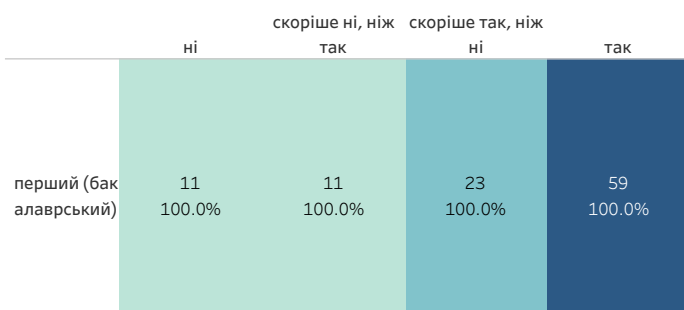 скоріше ні, ніж скоріше так, ніж
ні так ні так
перший (бак 11 11 23 59
алаврський) 100.0% 100.0% 100.0% 100.0%